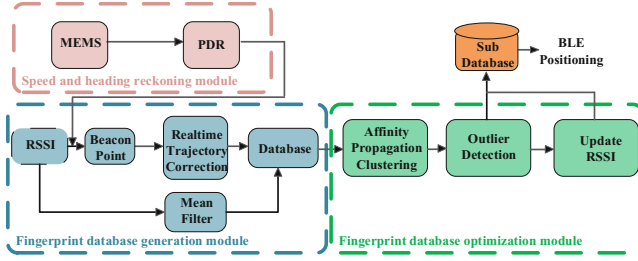 MEMS
PDR
Speed and heading reckoning module
Sub
Database
BLE
Positioning
RSSI
Beacon
Point
Realtime
Trajectory
Correction
Database
Mean
Filter
Fingerprint database generation module
Affinity
Propagation
Clustering
Outlier
Detection
Update
RSSI
Fingerprint database optimization module